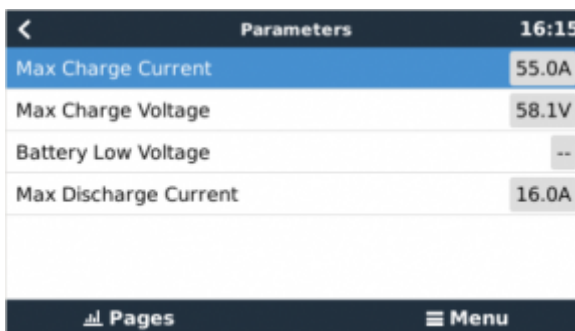 Parameters 16:15
Max Charge Current 55.0A
Max Charge Voltage 58.1V
Battery Low Voltage --
Max Discharge Current 16.0A
Pages Menu